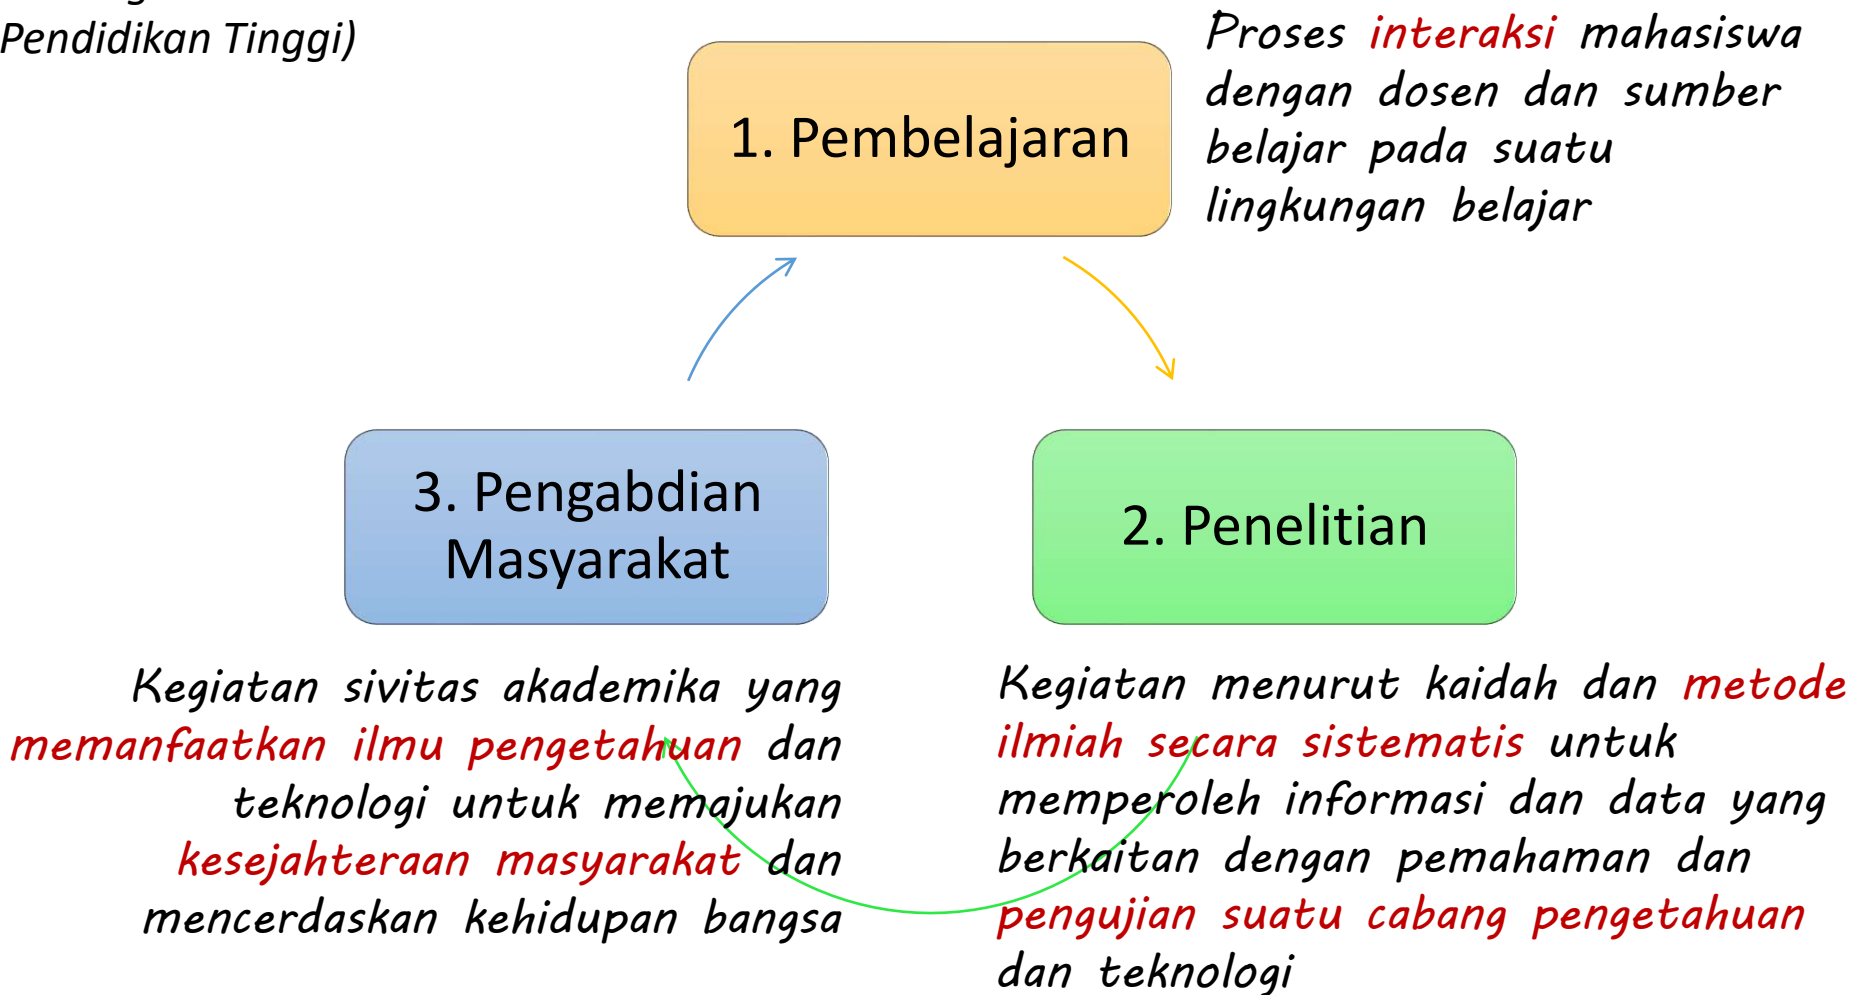 Pendidikan Tinggi)
1. Pembelajaran
Proses interaksi mahasiswa
dengan dosen dan sumber
belajar pada suatu
lingkungan belajar
3. Pengabdian
Masyarakat
2. Penelitian
Kegiatan sivitas akademika yang
memanfaatkan ilmu pengetahuan dan
teknologi untuk memajukan
kesejahteraan masyarakat dan
mencerdaskan kehidupan bangsa
Kegiatan menurut kaidah dan metode
ilmiah secara sistematis untuk
memperoleh informasi dan data yang
berkaitan dengan pemahaman dan
pengujian suatu cabang pengetahuan
dan teknologi